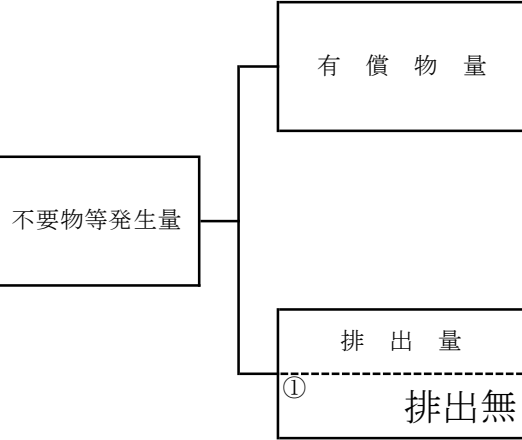 有償物量
不要物等発生量
排出量
①
排出無